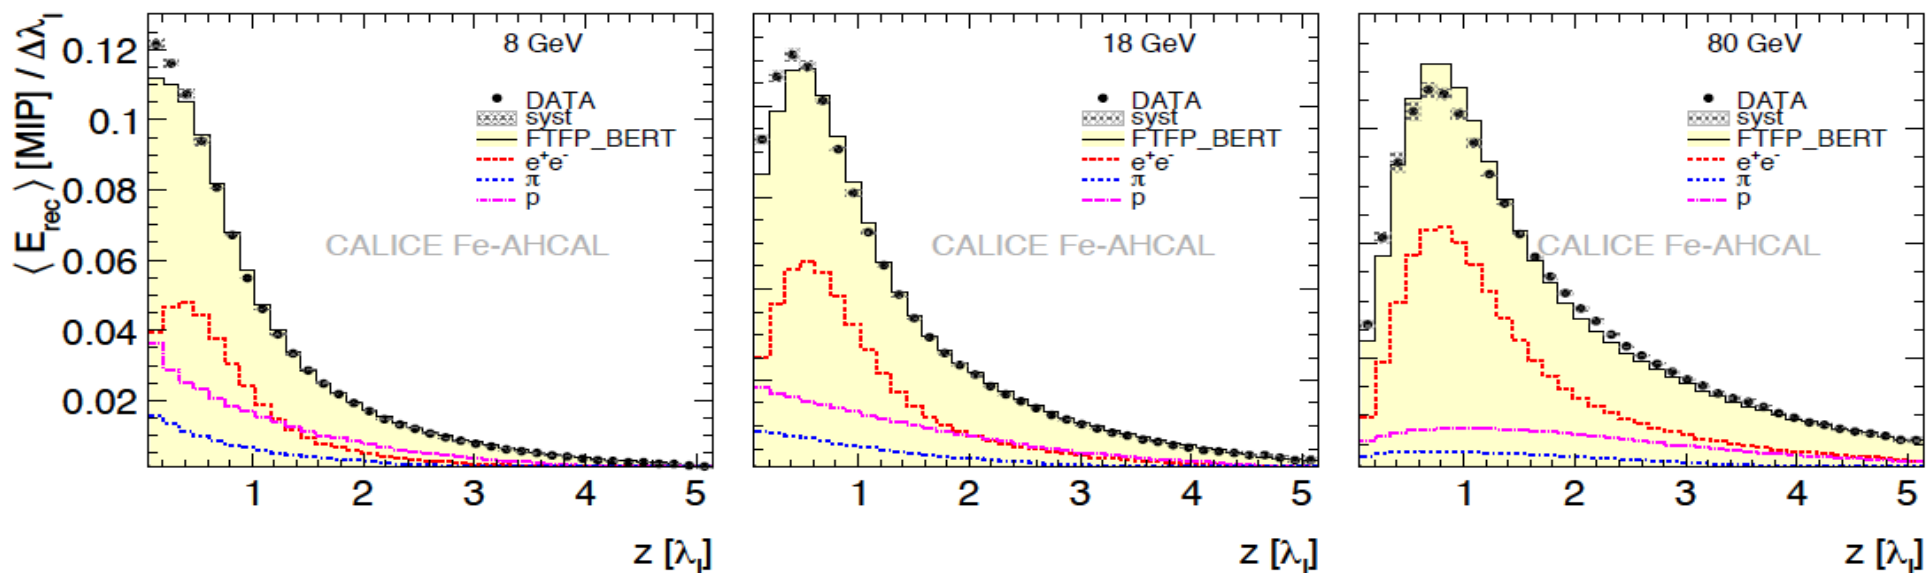 ⟨ E_rec ⟩ [MIP] / Δλ_I
0.12
0.1
0.08
0.06
0.04
0.02
8 GeV
DATA
syst
FTFP_BERT
e⁺e⁻
π
p
CALICE Fe-AHCAL
1 2 3 4 5
z [λ_I]
18 GeV
DATA
syst
FTFP_BERT
e⁺e⁻
π
p
CALICE Fe-AHCAL
1 2 3 4 5
z [λ_I]
80 GeV
DATA
syst
FTFP_BERT
e⁺e⁻
π
p
CALICE Fe-AHCAL
1 2 3 4 5
z [λ_I]